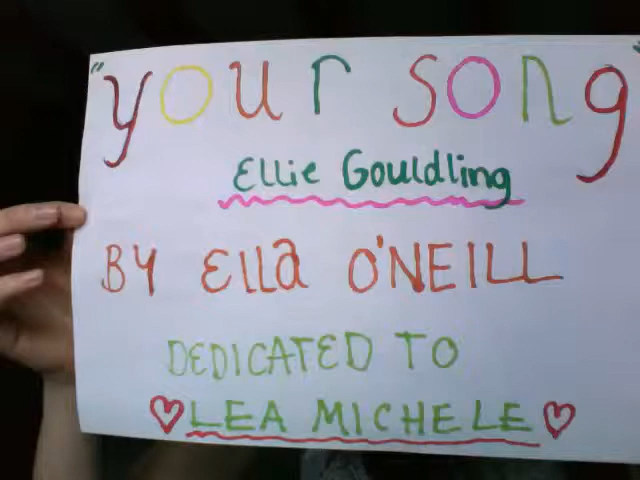 "your song"
Ellie Gouldling
BY Ella O'NEILL
DEDICATED TO
LEA MICHELE